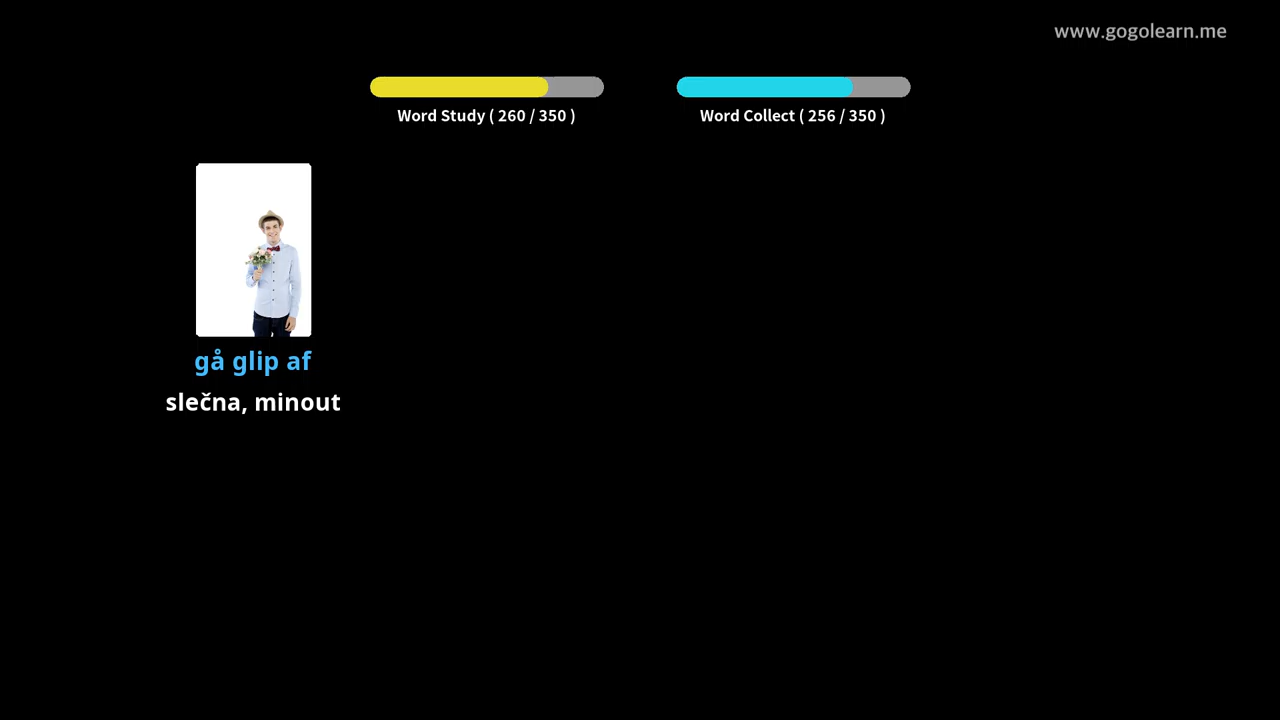 www.gogolearn.me
Word Study ( 260 / 350 )
Word Collect ( 256 / 350 )
gå glip af
slečna, minout